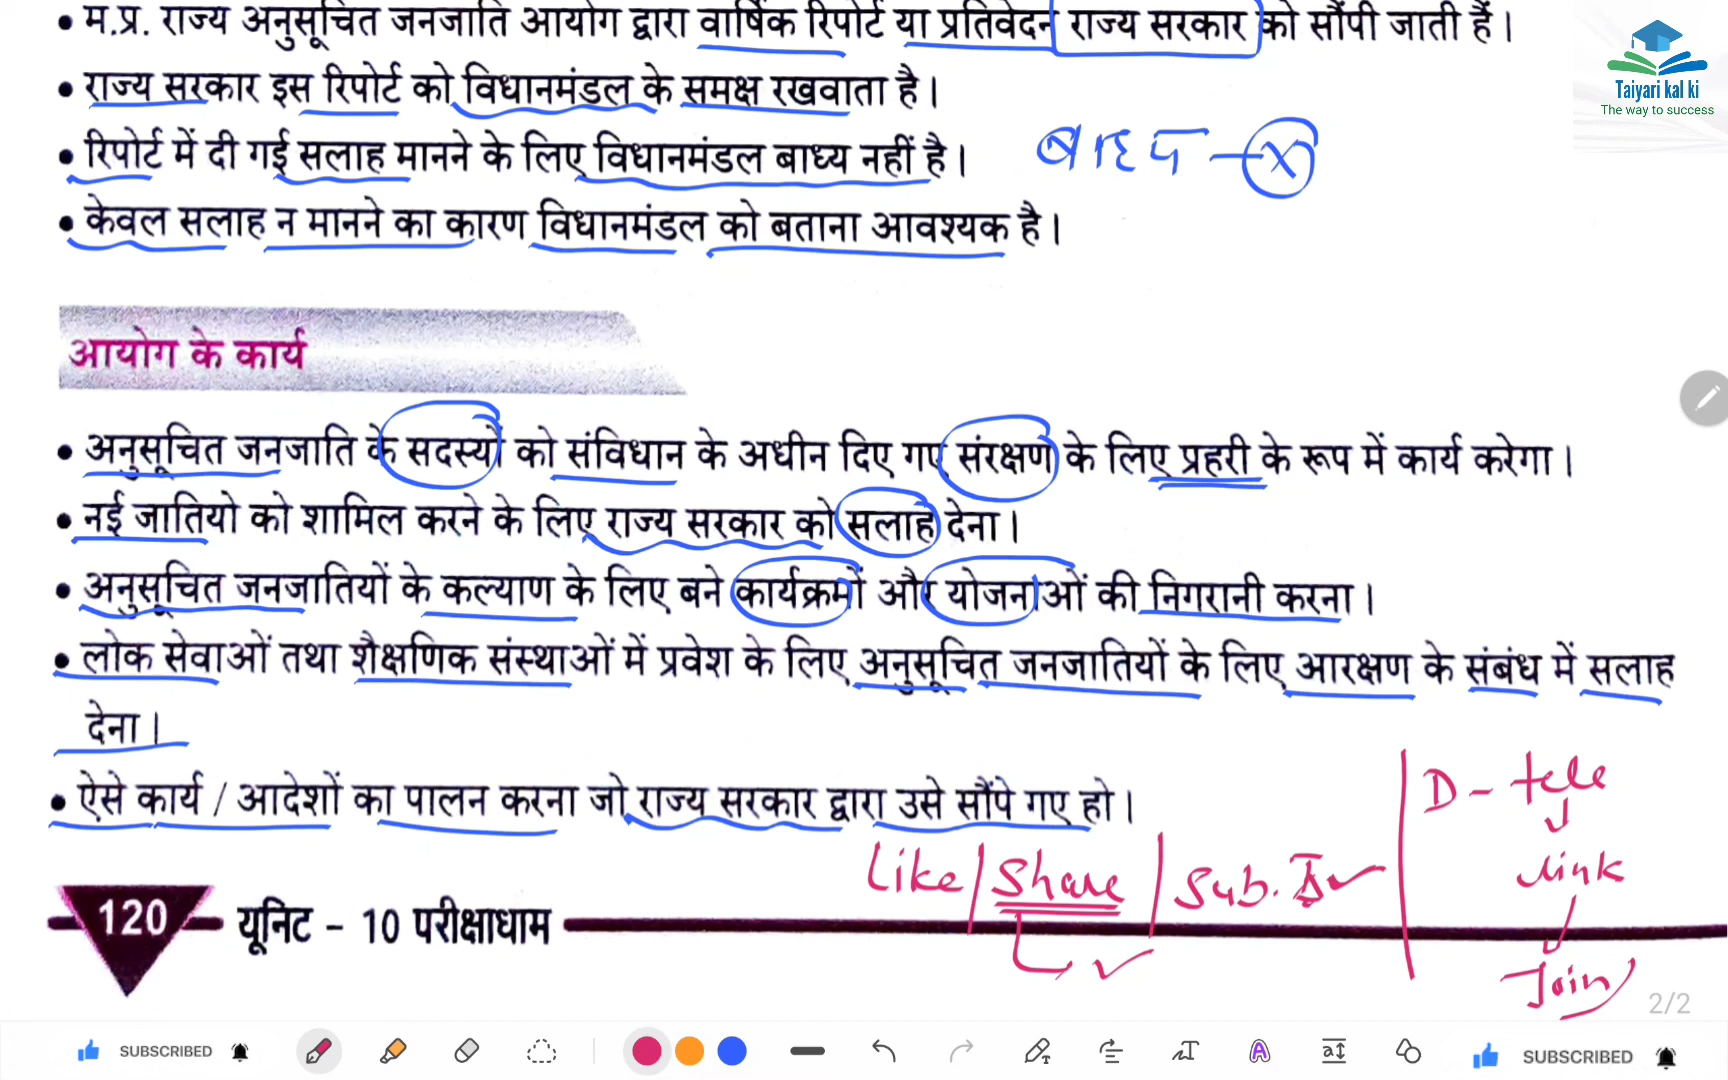 • म.प्र. राज्य अनुसूचित जनजाति आयोग द्वारा वार्षिक रिपोर्ट या प्रतिवेदन राज्य सरकार को सौंपी जाती हैं।
Taiyari kal ki
The way to success
• राज्य सरकार इस रिपोर्ट को विधानमंडल के समक्ष रखवाता है।
• रिपोर्ट में दी गई सलाह मानने के लिए विधानमंडल बाध्य नहीं है।
• केवल सलाह न मानने का कारण विधानमंडल को बताना आवश्यक है।
आयोग के कार्य
• अनुसूचित जनजाति के सदस्यों को संविधान के अधीन दिए गए संरक्षण के लिए प्रहरी के रूप में कार्य करेगा।
• नई जातियो को शामिल करने के लिए राज्य सरकार को सलाह देना।
• अनुसूचित जनजातियों के कल्याण के लिए बने कार्यक्रमों और योजनाओं की निगरानी करना।
• लोक सेवाओं तथा शैक्षणिक संस्थाओं में प्रवेश के लिए अनुसूचित जनजातियों के लिए आरक्षण के संबंध में सलाह
देना।
• ऐसे कार्य / आदेशों का पालन करना जो राज्य सरकार द्वारा उसे सौंपे गए हो।
D - tele
link
Join
Like / Share / Sub.
120 यूनिट - 10 परीक्षाधाम
2/2
SUBSCRIBED
SUBSCRIBED